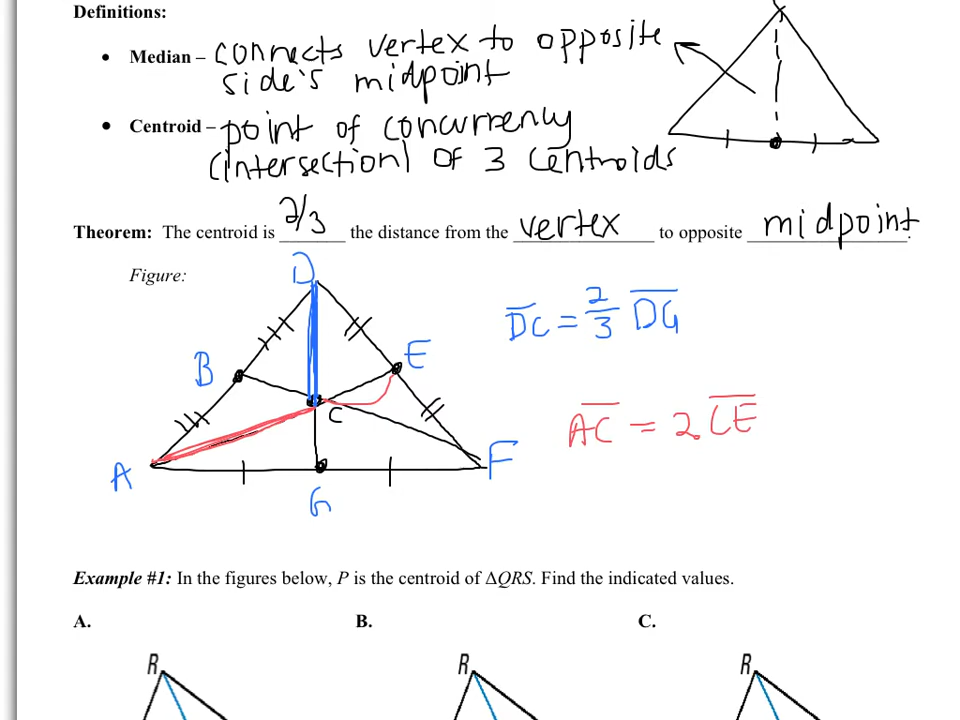 Definitions:
• Median – connects vertex to opposite
side's midpoint
• Centroid – point of concurrency
(intersection) of 3 centroids
Theorem: The centroid is 2/3 the distance from the vertex to opposite midpoint.
Figure:
D
B
E
C
A
F
G
DC = 2/3 DG
AC = 2 CE
Example #1: In the figures below, P is the centroid of ΔQRS. Find the indicated values.
A. B. C.
R R R